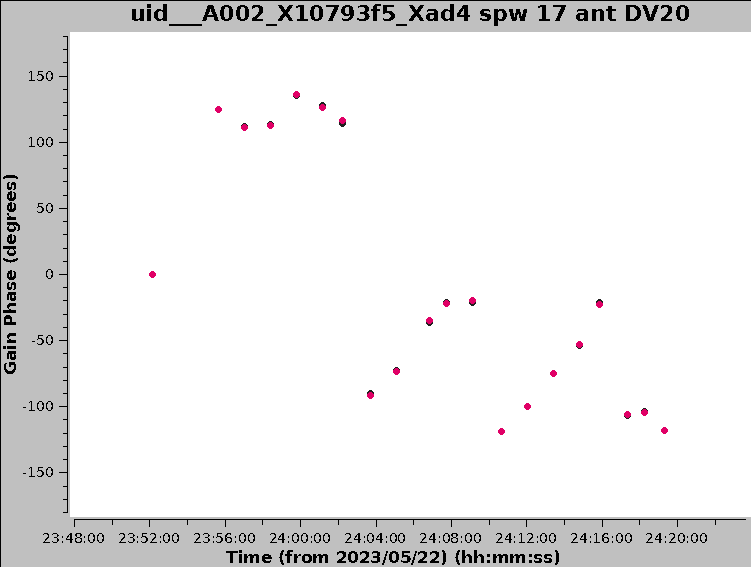 uid___A002_X10793f5_Xad4 spw 17 ant DV20
150
100
50
0
-50
-100
-150
Gain Phase (degrees)
23:48:00 23:52:00 23:56:00 24:00:00 24:04:00 24:08:00 24:12:00 24:16:00 24:20:00
Time (from 2023/05/22) (hh:mm:ss)